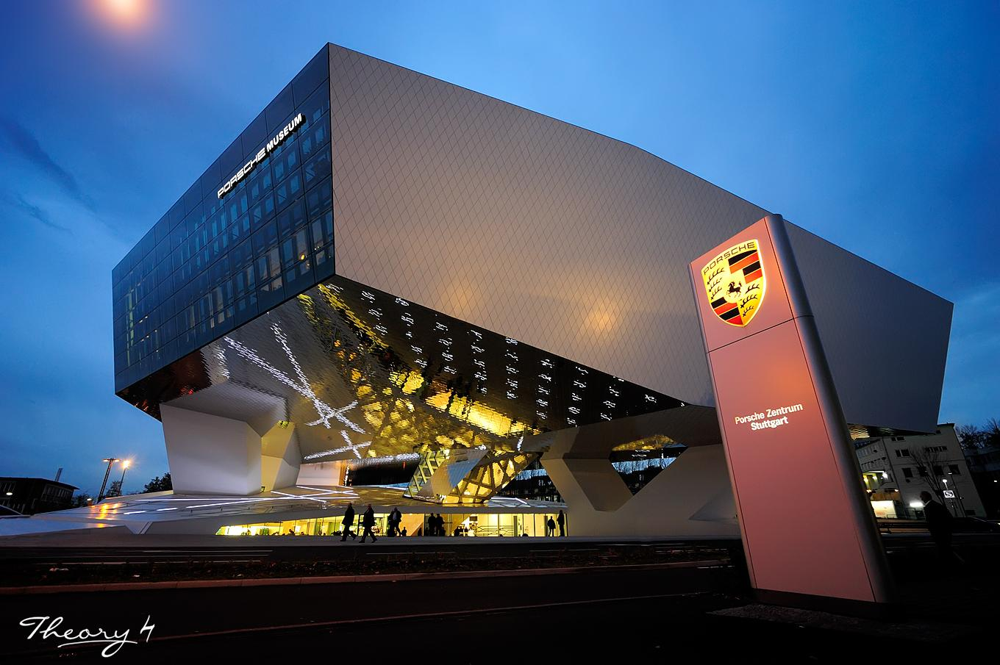 PORSCHE MUSEUM
PORSCHE
Porsche Zentrum
Stuttgart
Theory 4